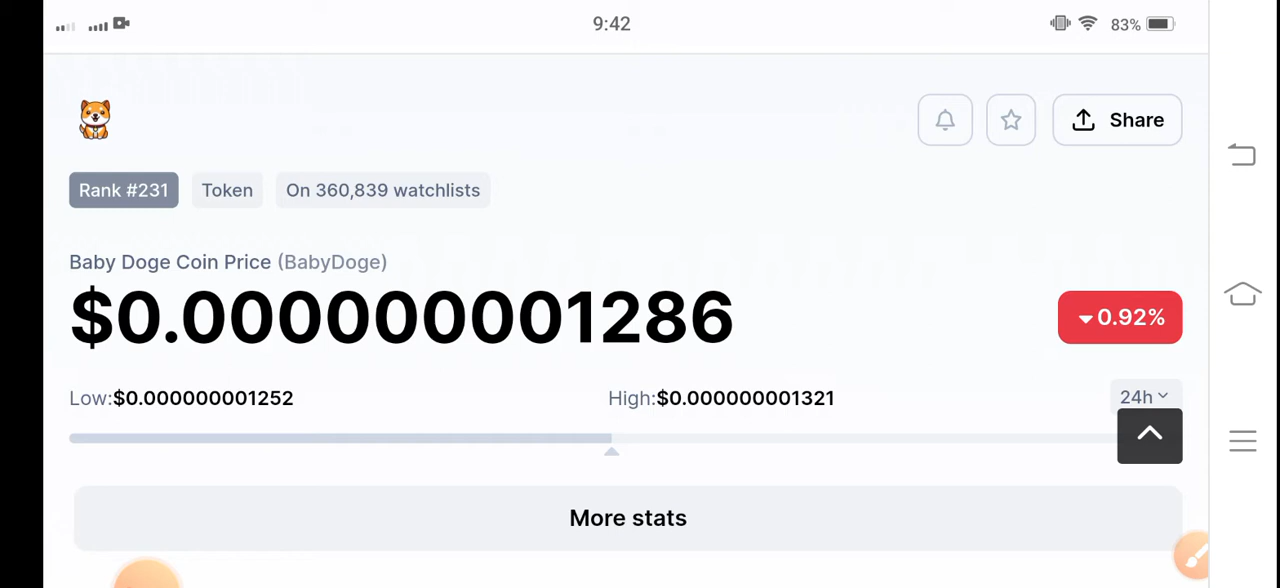 9:42
83%
Share
Rank #231 Token On 360,839 watchlists
Baby Doge Coin Price (BabyDoge)
$0.000000001286
0.92%
Low:$0.000000001252 High:$0.000000001321 24h
More stats